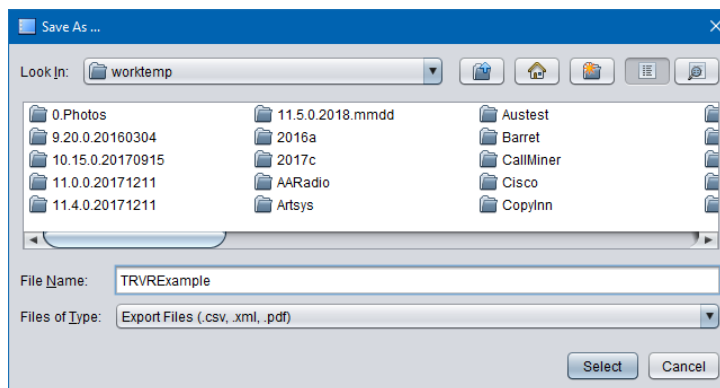 Save As ...
Look In: worktemp
0.Photos 11.5.0.2018.mmdd Austest
9.20.0.20160304 2016a Barret
10.15.0.20170915 2017c CallMiner
11.0.0.20171211 AARadio Cisco
11.4.0.20171211 Artsys CopyInn
File Name: TRVRExample
Files of Type: Export Files (.csv, .xml, .pdf)
Select Cancel